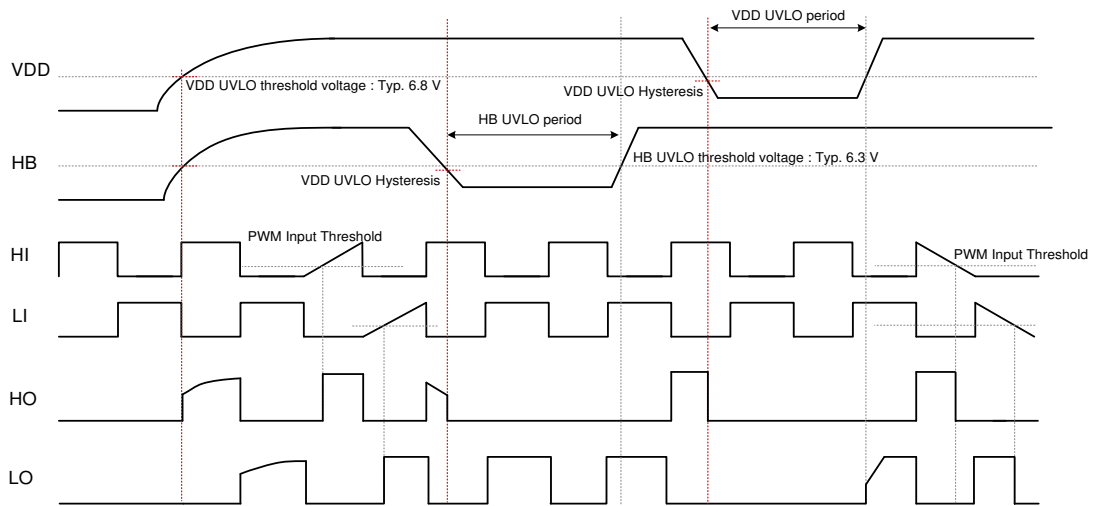 VDD UVLO period
VDD
VDD UVLO threshold voltage : Typ. 6.8 V
VDD UVLO Hysteresis
HB UVLO period
HB
HB UVLO threshold voltage : Typ. 6.3 V
VDD UVLO Hysteresis
PWM Input Threshold
HI
PWM Input Threshold
LI
HO
LO